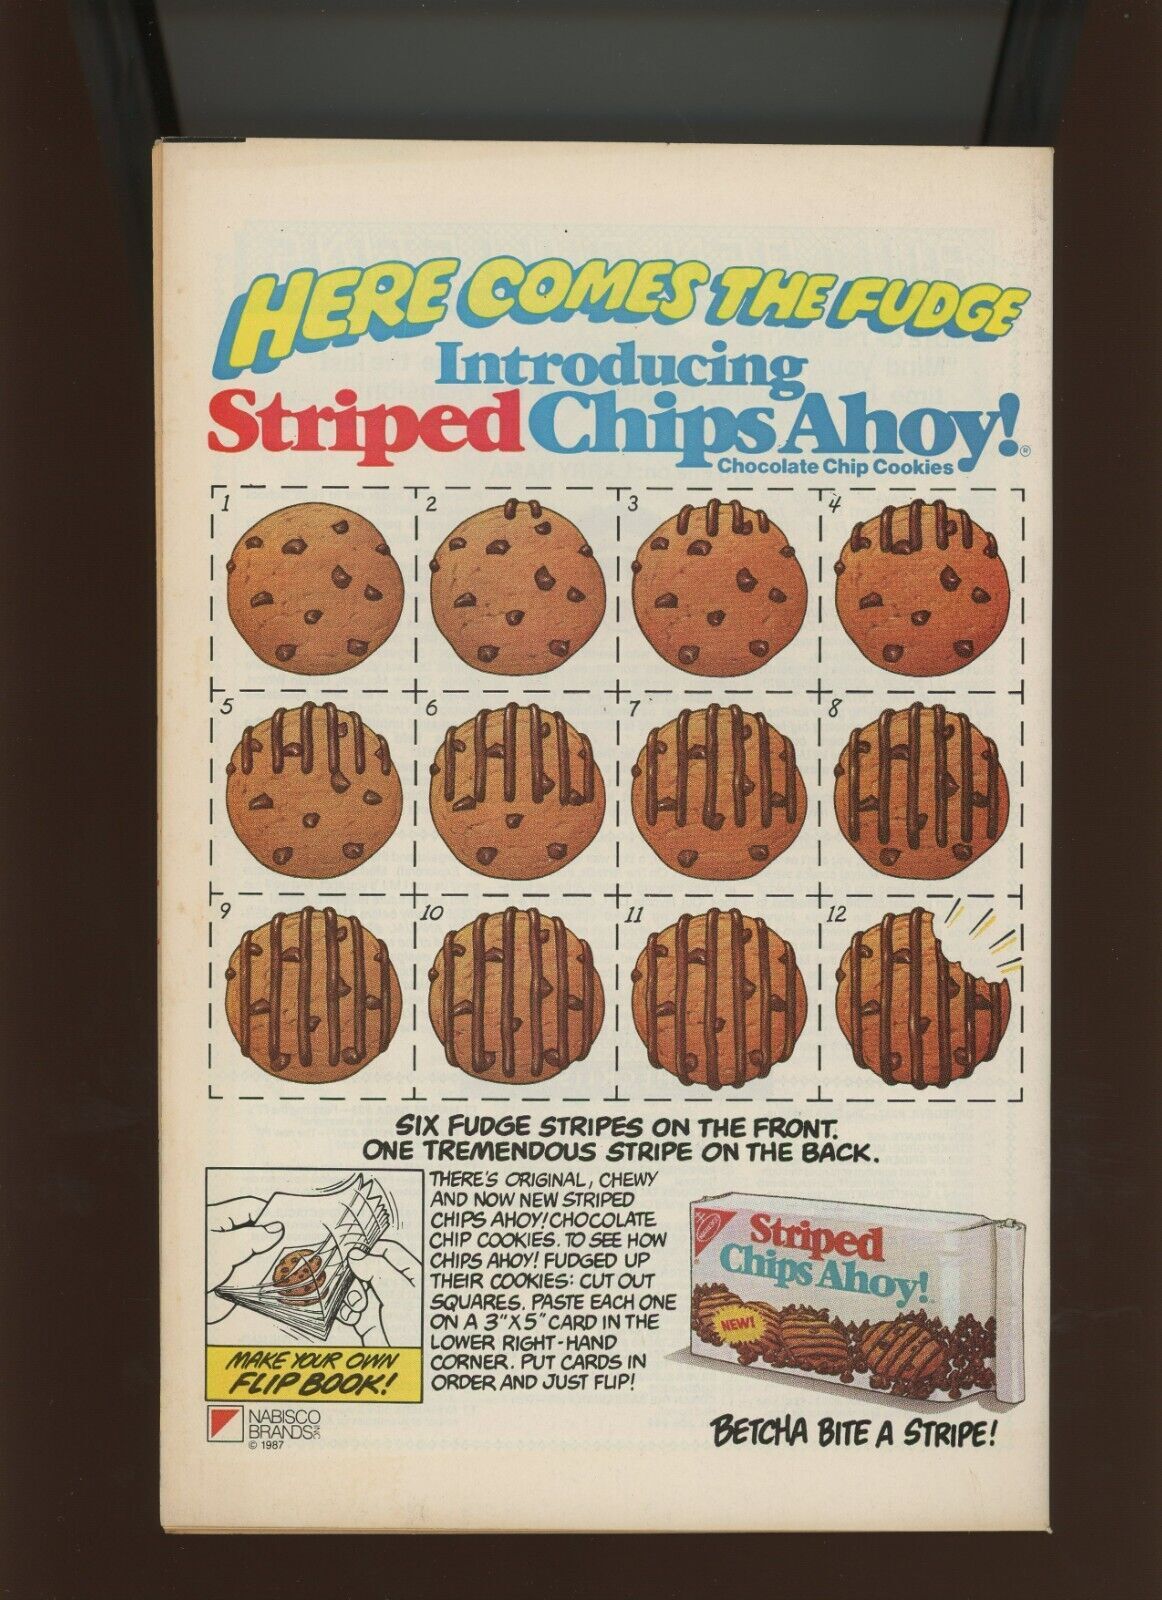 HERE COMES THE FUDGE
Introducing
Striped Chips Ahoy!®
Chocolate Chip Cookies
1
2
3
4
5
6
7
8
9
10
11
12
SIX FUDGE STRIPES ON THE FRONT.
ONE TREMENDOUS STRIPE ON THE BACK.
THERE'S ORIGINAL, CHEWY
AND NOW NEW STRIPED
CHIPS AHOY! CHOCOLATE
CHIP COOKIES. TO SEE HOW
CHIPS AHOY! FUDGED UP
THEIR COOKIES: CUT OUT
SQUARES. PASTE EACH ONE
ON A 3"X5" CARD IN THE
LOWER RIGHT-HAND
CORNER. PUT CARDS IN
ORDER AND JUST FLIP!
MAKE YOUR OWN
FLIP BOOK!
NABISCO
BRANDS INC
© 1987
NABISCO
Striped
Chips Ahoy!
NEW!
BETCHA BITE A STRIPE!